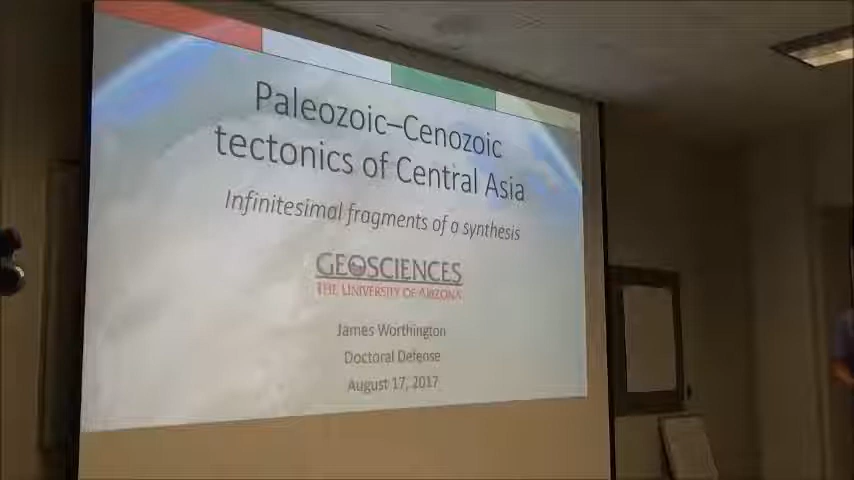 Paleozoic–Cenozoic
tectonics of Central Asia
Infinitesimal fragments of a synthesis
GEOSCIENCES
THE UNIVERSITY OF ARIZONA
James Worthington
Doctoral Defense
August 17, 2017